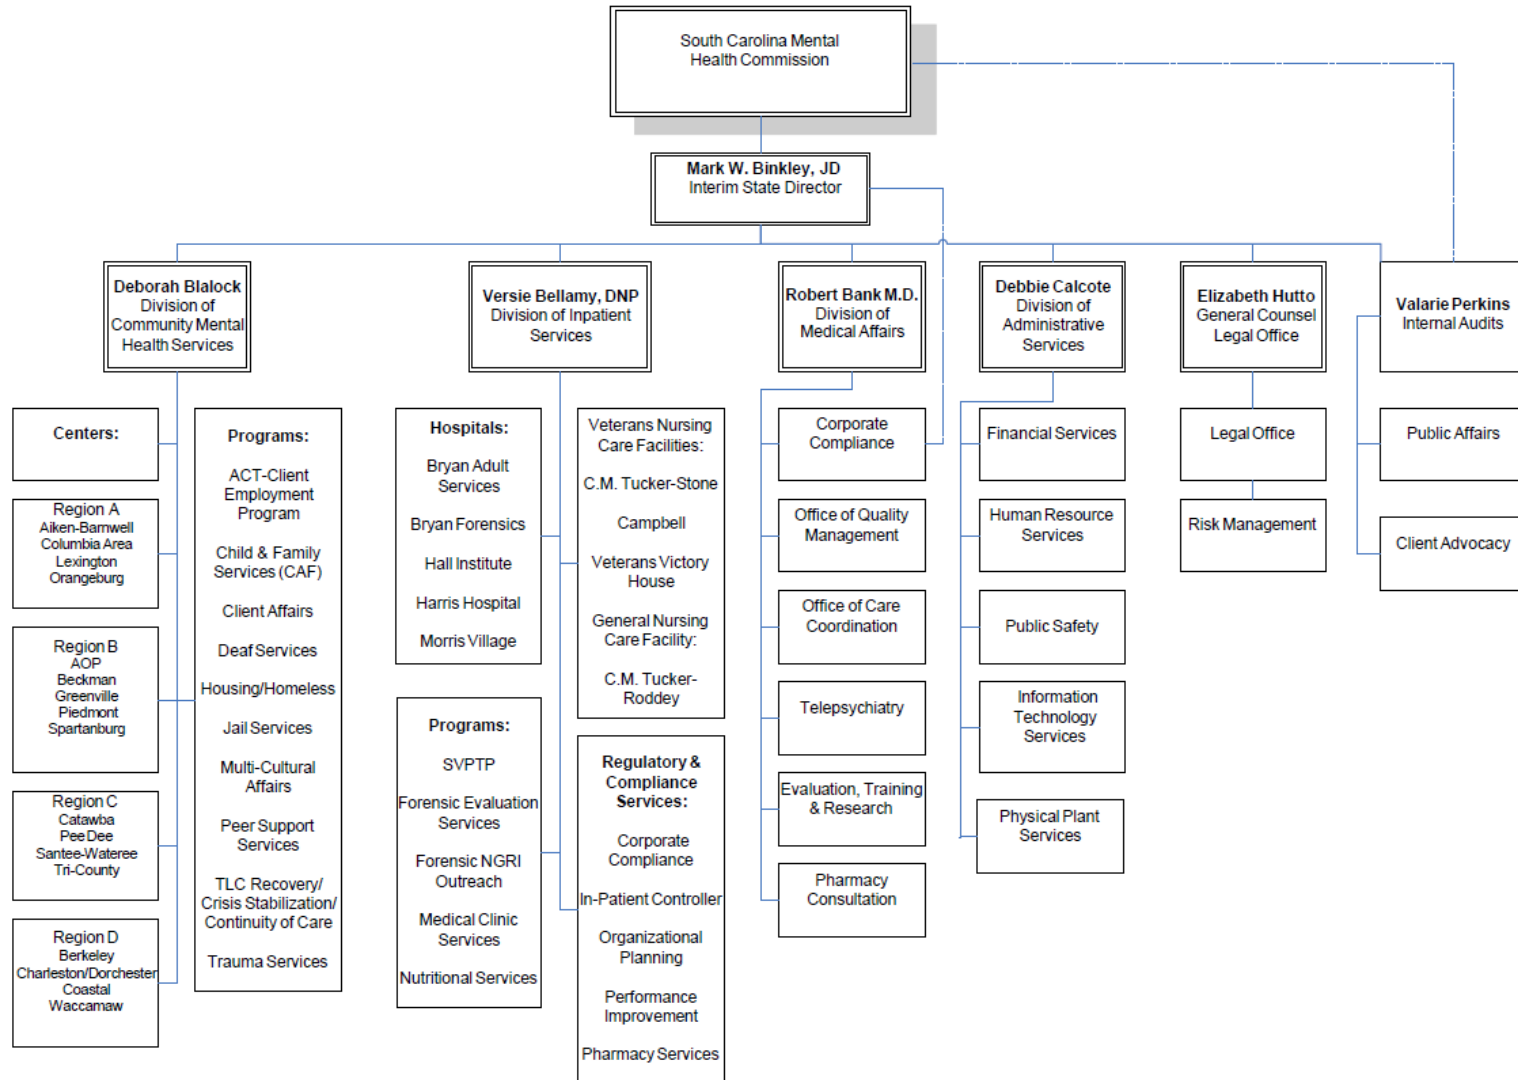 South Carolina Mental
Health Commission
Mark W. Binkley, JD
Interim State Director
Deborah Blalock
Division of
Community Mental
Health Services
Versie Bellamy, DNP
Division of Inpatient
Services
Robert Bank M.D.
Division of
Medical Affairs
Debbie Calcote
Division of
Administrative
Services
Elizabeth Hutto
General Counsel
Legal Office
Valarie Perkins
Internal Audits
Centers:
Region A
Aiken-Barnwell
Columbia Area
Lexington
Orangeburg
Region B
AOP
Beckman
Greenville
Piedmont
Spartanburg
Region C
Catawba
Pee Dee
Santee-Wateree
Tri-County
Region D
Berkeley
Charleston/Dorchester
Coastal
Waccamaw
Programs:
ACT-Client
Employment
Program
Child & Family
Services (CAF)
Client Affairs
Deaf Services
Housing/Homeless
Jail Services
Multi-Cultural
Affairs
Peer Support
Services
TLC Recovery/
Crisis Stabilization/
Continuity of Care
Trauma Services
Hospitals:
Bryan Adult
Services
Bryan Forensics
Hall Institute
Harris Hospital
Morris Village
Programs:
SVPTP
Forensic Evaluation
Services
Forensic NGRI
Outreach
Medical Clinic
Services
Nutritional Services
Veterans Nursing
Care Facilities:
C.M. Tucker-Stone
Campbell
Veterans Victory
House
General Nursing
Care Facility:
C.M. Tucker-
Roddey
Regulatory &
Compliance
Services:
Corporate
Compliance
In-Patient Controller
Organizational
Planning
Performance
Improvement
Pharmacy Services
Corporate
Compliance
Office of Quality
Management
Office of Care
Coordination
Telepsychiatry
Evaluation, Training
& Research
Pharmacy
Consultation
Financial Services
Human Resource
Services
Public Safety
Information
Technology
Services
Physical Plant
Services
Legal Office
Risk Management
Public Affairs
Client Advocacy